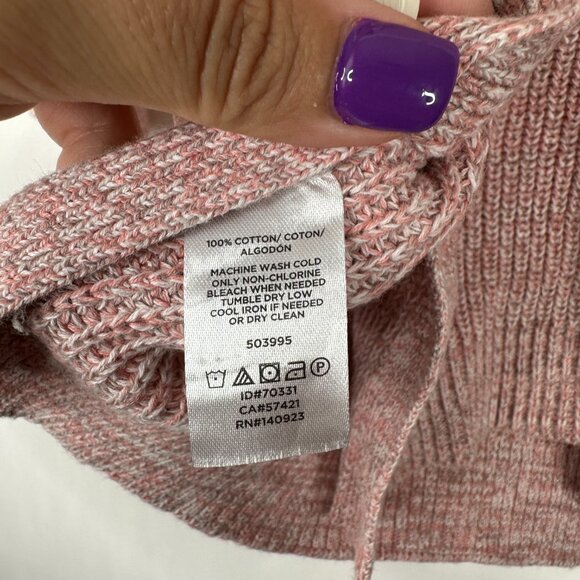 100% COTTON/ COTON/
ALGODÓN
MACHINE WASH COLD
ONLY NON-CHLORINE
BLEACH WHEN NEEDED
TUMBLE DRY LOW
COOL IRON IF NEEDED
OR DRY CLEAN
503995
P
ID#70331
CA#57421
RN#140923